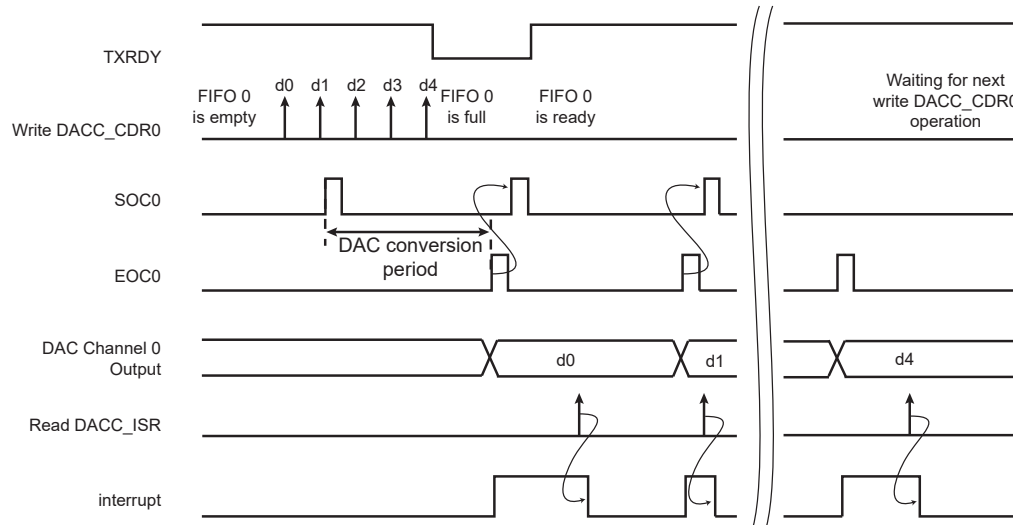 TXRDY
FIFO 0
is empty
d0 d1 d2 d3 d4
FIFO 0
is full
FIFO 0
is ready
Waiting for next
write DACC_CDR0
operation
Write DACC_CDR0
SOC0
DAC conversion
period
EOC0
DAC Channel 0
Output
d0
d1
d4
Read DACC_ISR
interrupt